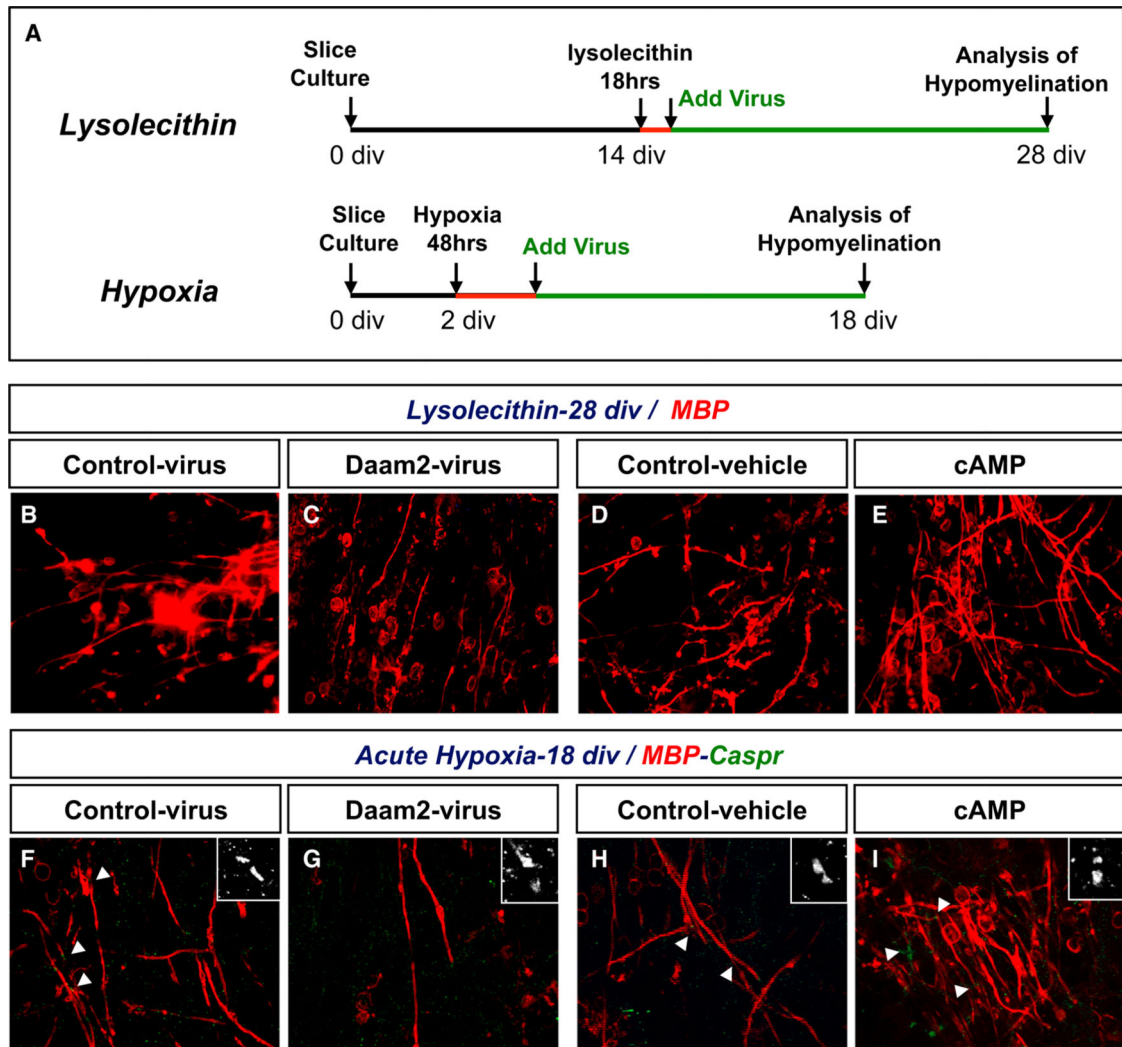 A
Slice
Culture
lysolecithin
18hrs
Add Virus
Analysis of
Hypomyelination
Lysolecithin
0 div
14 div
28 div
Slice
Culture
Hypoxia
48hrs
Add Virus
Analysis of
Hypomyelination
Hypoxia
0 div
2 div
18 div
Lysolecithin-28 div / MBP
Control-virus
Daam2-virus
Control-vehicle
cAMP
B
C
D
E
Acute Hypoxia-18 div / MBP-Caspr
Control-virus
Daam2-virus
Control-vehicle
cAMP
F
G
H
I